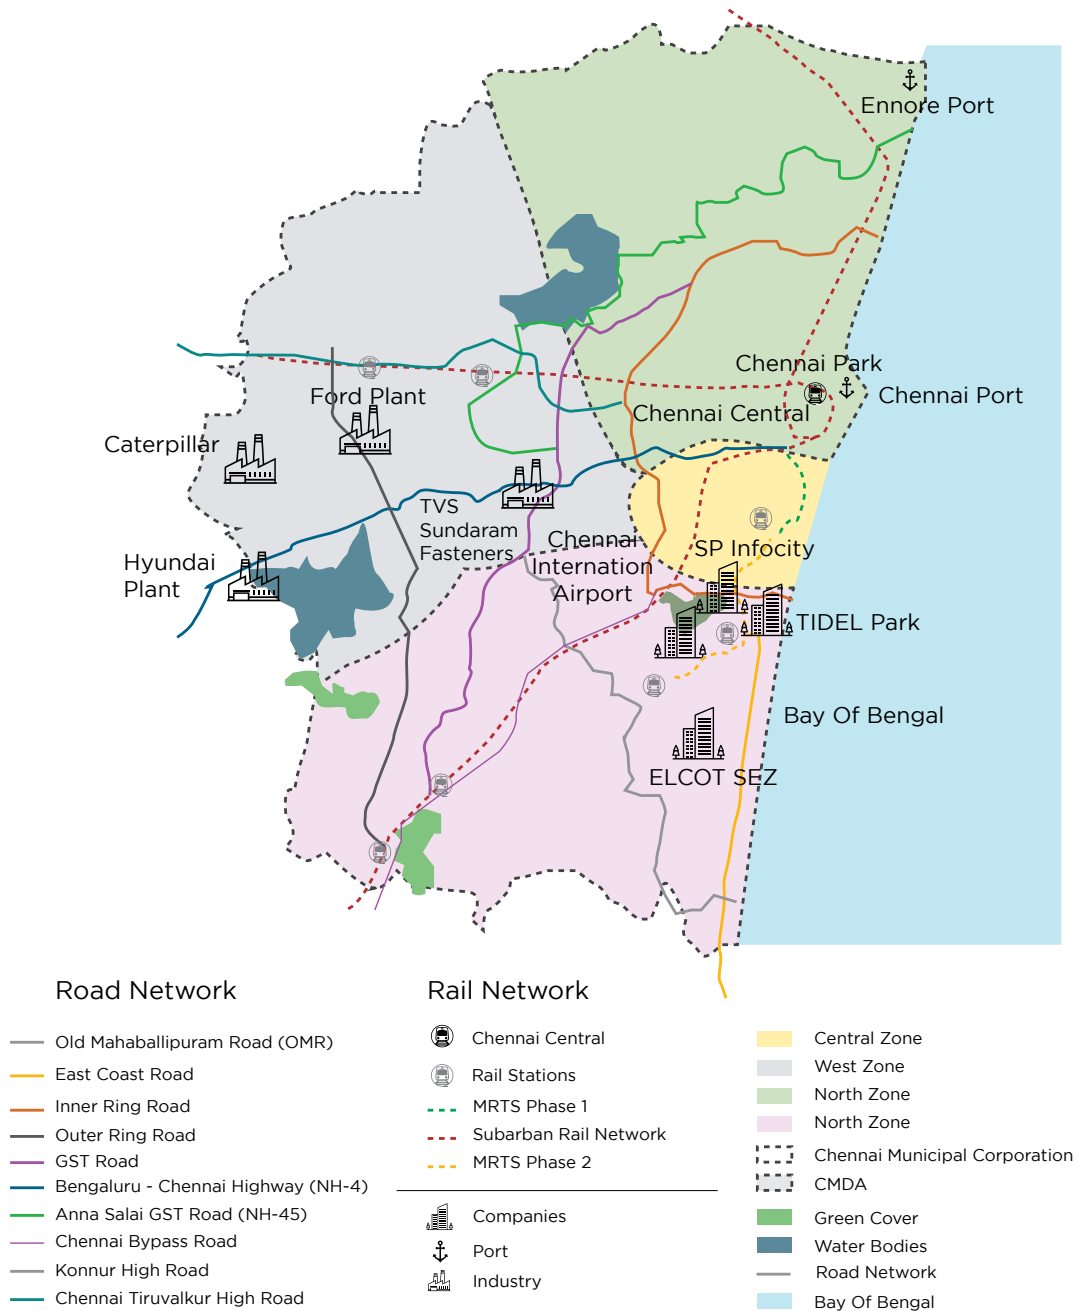 Ennore Port
Chennai Park
Ford Plant
Chennai Port
Chennai Central
Caterpillar
TVS
Sundaram
Fasteners
Chennai
Internation
Airport
SP Infocity
Hyundai
Plant
TIDEL Park
Bay Of Bengal
ELCOT SEZ
Road Network
Old Mahaballipuram Road (OMR)
East Coast Road
Inner Ring Road
Outer Ring Road
GST Road
Bengaluru - Chennai Highway (NH-4)
Anna Salai GST Road (NH-45)
Chennai Bypass Road
Konnur High Road
Chennai Tiruvalkur High Road
Rail Network
Chennai Central
Rail Stations
MRTS Phase 1
Subarban Rail Network
MRTS Phase 2
Companies
Port
Industry
Central Zone
West Zone
North Zone
North Zone
Chennai Municipal Corporation
CMDA
Green Cover
Water Bodies
Road Network
Bay Of Bengal